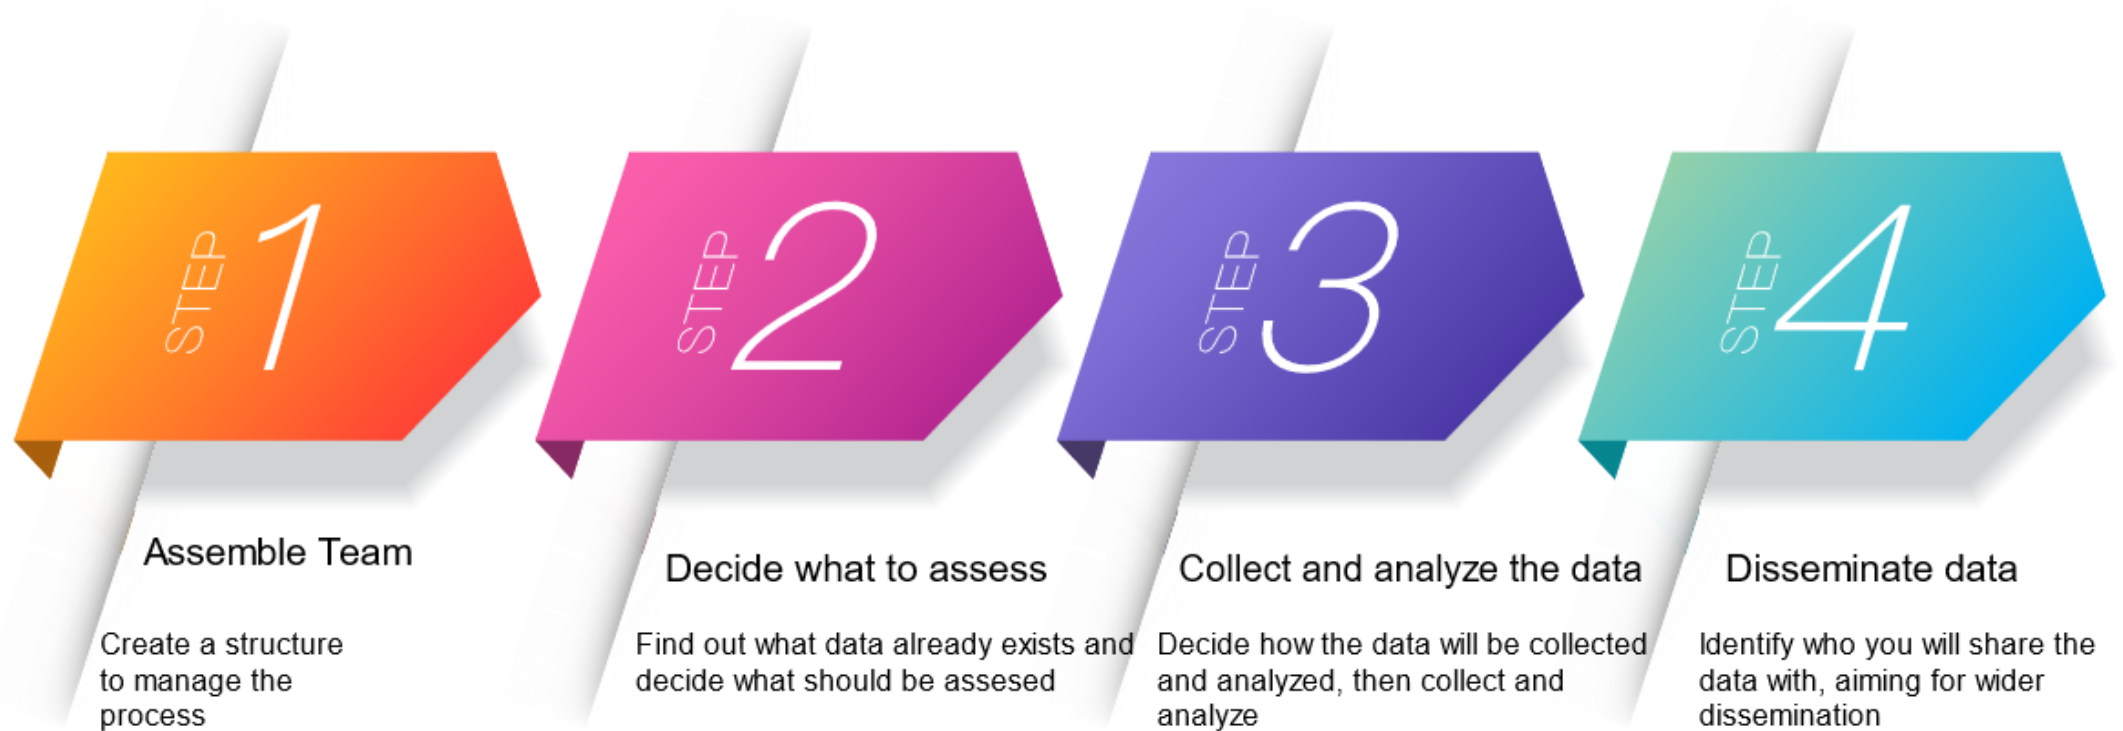 STEP 1
Assemble Team
Create a structure
to manage the
process
STEP 2
Decide what to assess
Find out what data already exists and
decide what should be assesed
STEP 3
Collect and analyze the data
Decide how the data will be collected
and analyzed, then collect and
analyze
STEP 4
Disseminate data
Identify who you will share the
data with, aiming for wider
dissemination